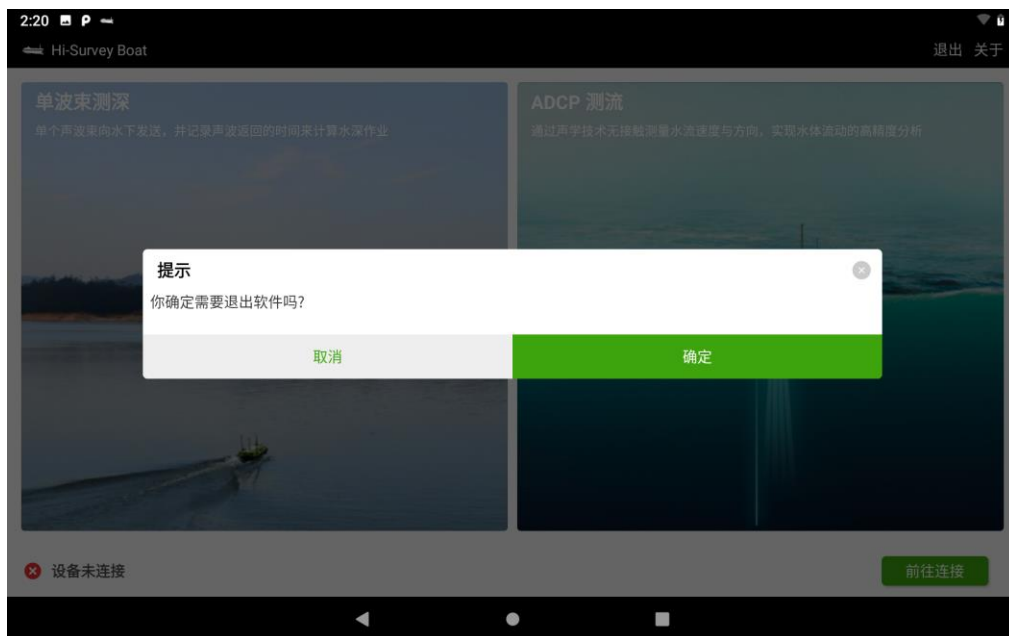 2:20
Hi-Survey Boat
退出 关于
单波束测深
单个声波束向水下发送，并记录声波返回的时间来计算水深作业
ADCP 测流
通过声学技术无接触测量水流速度与方向，实现水体流动的高精度分析
提示
你确定需要退出软件吗?
取消
确定
设备未连接
前往连接